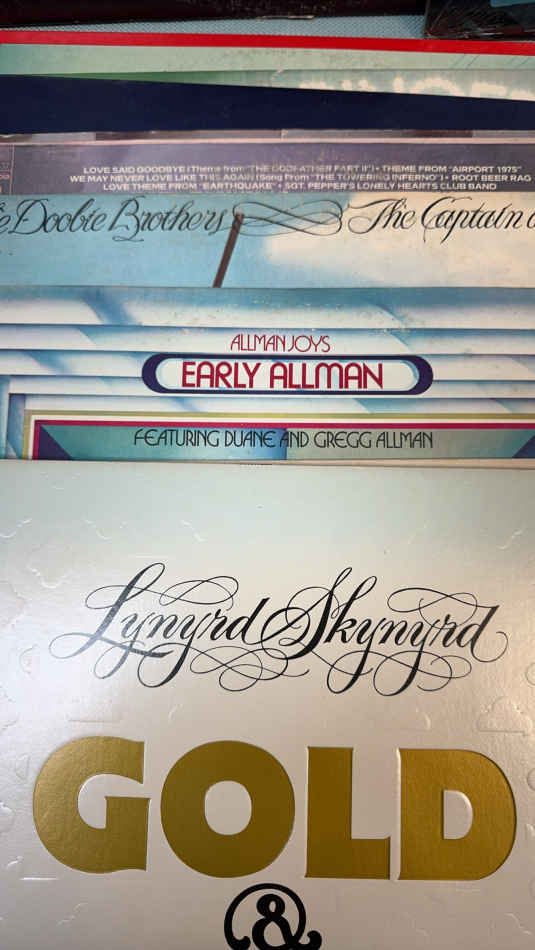 LOVE SAID GOODBYE (Theme from "THE GODFATHER PART II") • THEME FROM "AIRPORT 1975"
WE MAY NEVER LOVE LIKE THIS AGAIN (Song From "THE TOWERING INFERNO") • ROOT BEER RAG
LOVE THEME FROM "EARTHQUAKE" • SGT. PEPPER'S LONELY HEARTS CLUB BAND
Doobie Brothers The Captain
ALLMAN JOYS
EARLY ALLMAN
FEATURING DUANE AND GREGG ALLMAN
Lynyrd Skynyrd
GOLD
&